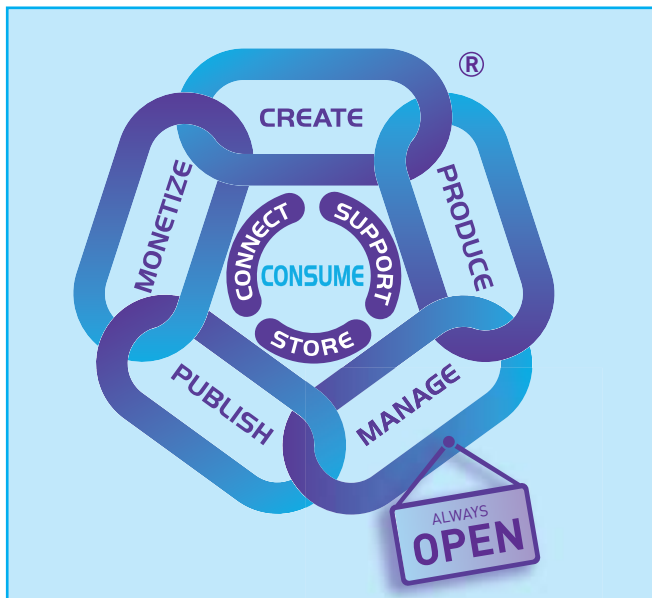 ®
CREATE
PRODUCE
MANAGE
PUBLISH
MONETIZE
CONNECT
SUPPORT
STORE
CONSUME
ALWAYS
OPEN